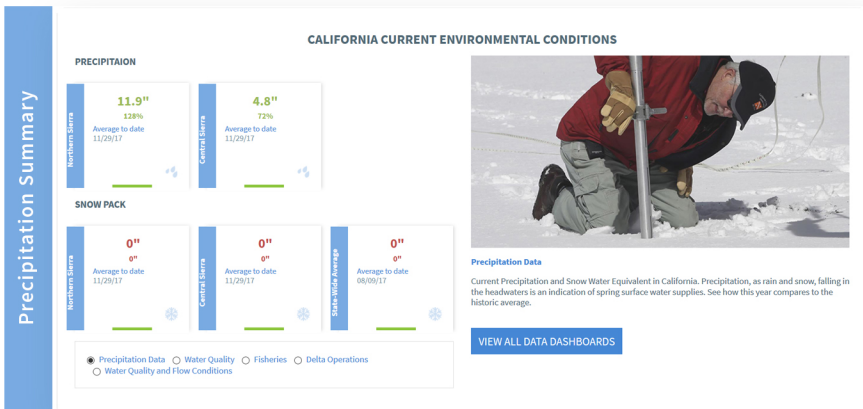 Precipitation Summary
CALIFORNIA CURRENT ENVIRONMENTAL CONDITIONS
PRECIPITAION
Northern Sierra
11.9"
128%
Average to date
11/29/17
Central Sierra
4.8"
72%
Average to date
11/29/17
SNOW PACK
Northern Sierra
0"
0"
Average to date
11/29/17
Central Sierra
0"
0"
Average to date
11/29/17
State-Wide Average
0"
0"
Average to date
08/09/17
Precipitation Data Water Quality Fisheries Delta Operations
Water Quality and Flow Conditions
Precipitation Data
Current Precipitation and Snow Water Equivalent in California. Precipitation, as rain and snow, falling in
the headwaters is an indication of spring surface water supplies. See how this year compares to the
historic average.
VIEW ALL DATA DASHBOARDS